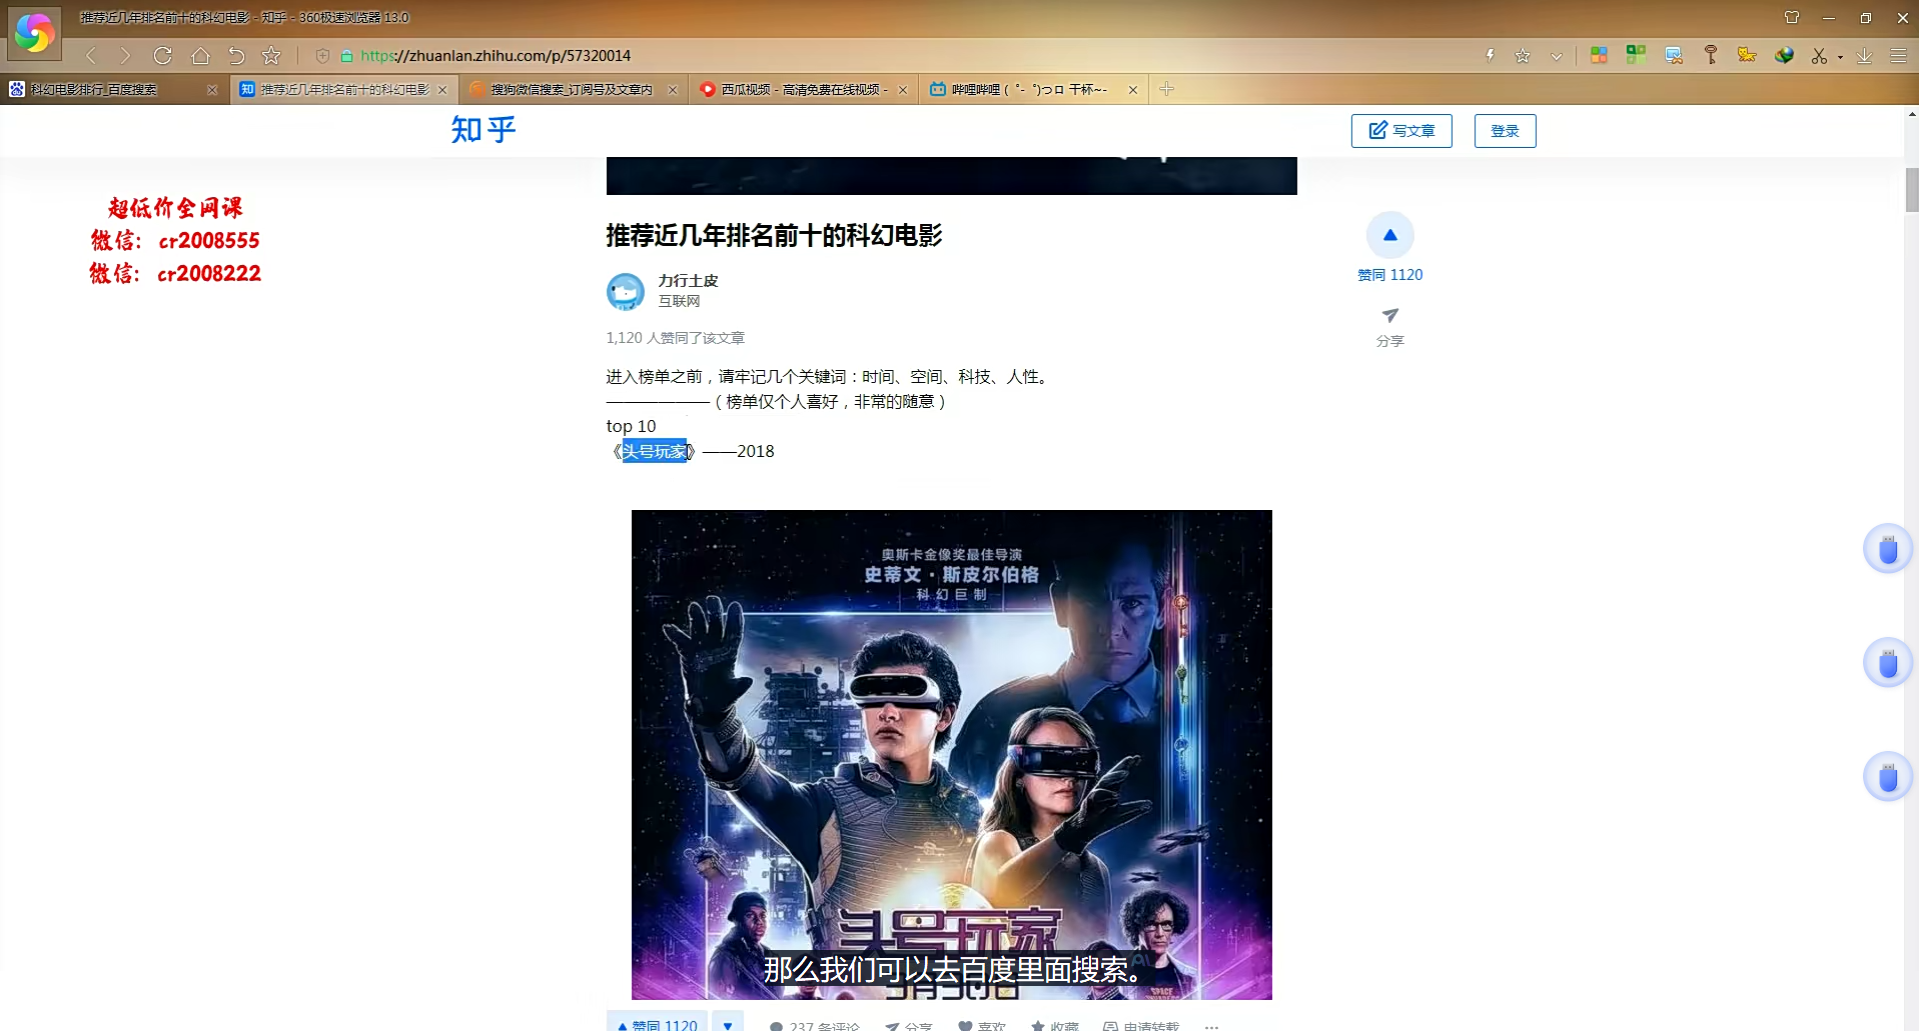 推荐近几年排名前十的科幻电影 - 知乎 - 360极速浏览器 13.0
https://zhuanlan.zhihu.com/p/57320014
科幻电影排行_百度搜索
知 推荐近几年排名前十的科幻电影
搜狗微信搜索_订阅号及文章内
西瓜视频 - 高清免费在线视频 -
哔哩哔哩 ( ゜- ゜)つロ 干杯~-
知乎
写文章
登录
超低价全网课
微信: cr2008555
微信: cr2008222
推荐近几年排名前十的科幻电影
力行土皮
互联网
1,120 人赞同了该文章
赞同 1120
分享
进入榜单之前，请牢记几个关键词：时间、空间、科技、人性。
——————（榜单仅个人喜好，非常的随意）
top 10
《头号玩家》——2018
奥斯卡金像奖最佳导演
史蒂文·斯皮尔伯格
科幻巨制
头号玩家
那么我们可以去百度里面搜索。
赞同 1120
237 条评论
分享
喜欢
收藏
申请转载